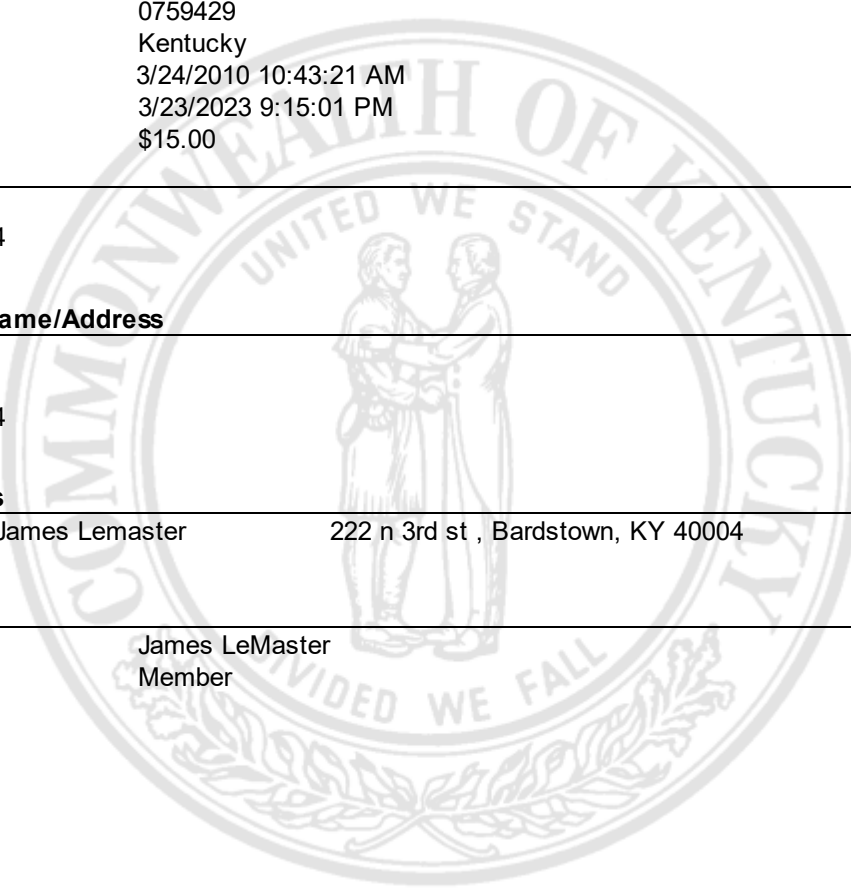 0759429
Kentucky
3/24/2010 10:43:21 AM
3/23/2023 9:15:01 PM
$15.00
4
ame/Address
4
s
James Lemaster 222 n 3rd st , Bardstown, KY 40004
James LeMaster
Member
COMMONWEALTH OF KENTUCKY
UNITED WE STAND
DIVIDED WE FALL